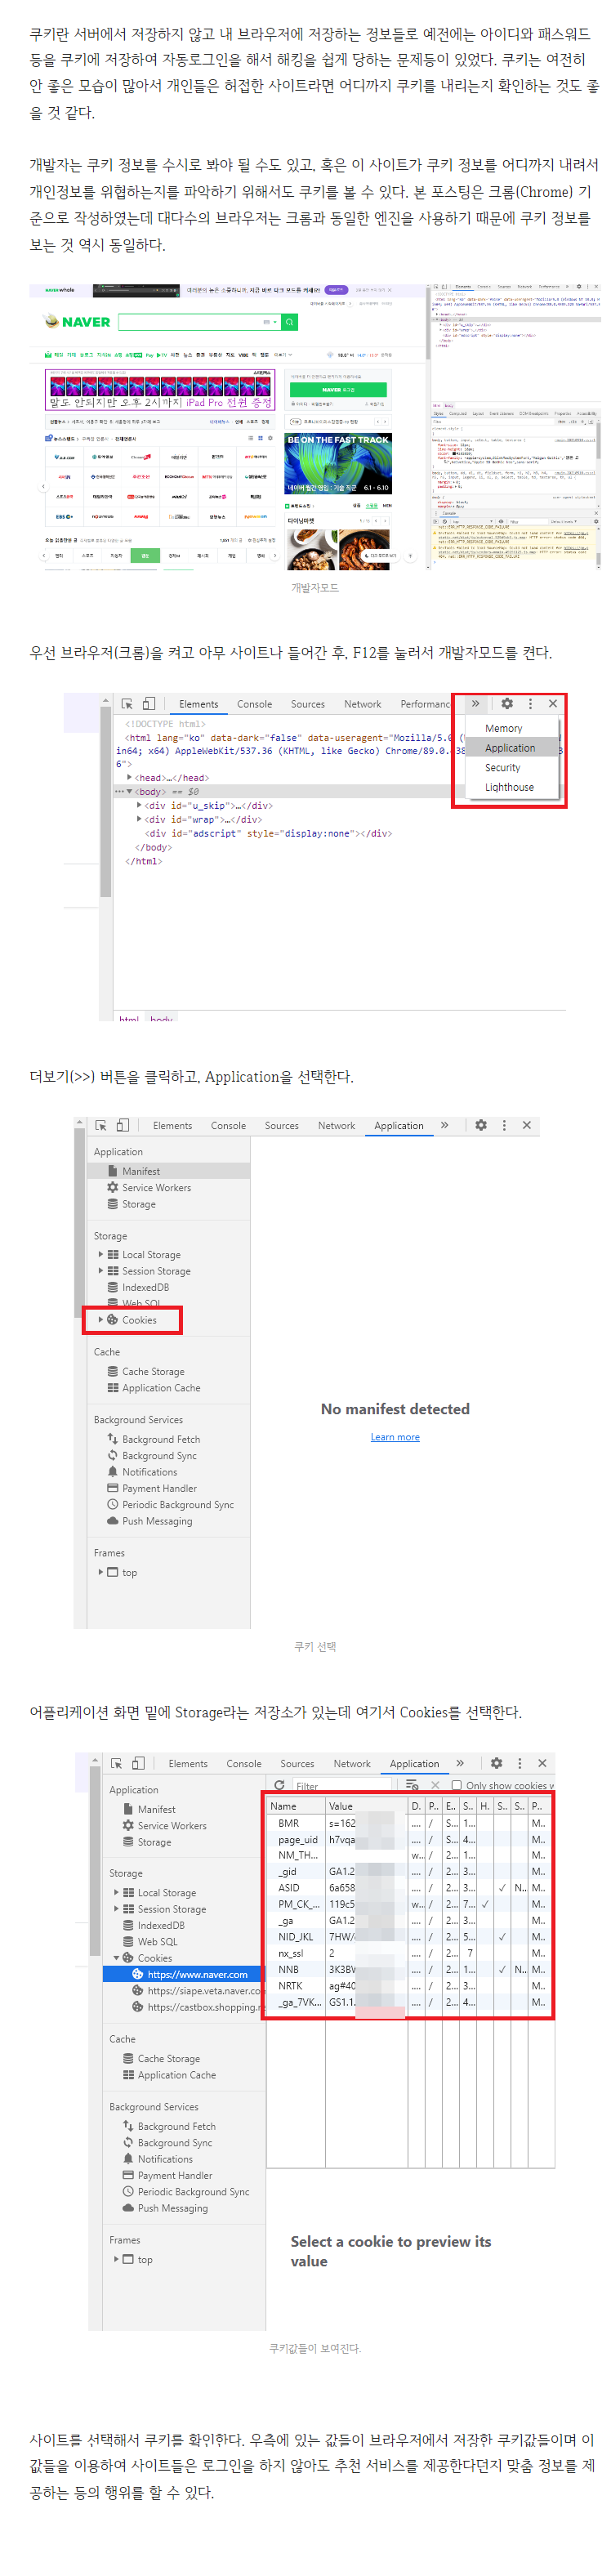 쿠키란 서버에서 저장하지 않고 내 브라우저에 저장하는 정보들로 예전에는 아이디와 패스워드
등을 쿠키에 저장하여 자동로그인을 해서 해킹을 쉽게 당하는 문제등이 있었다. 쿠키는 여전히
안 좋은 모습이 많아서 개인들은 허접한 사이트라면 어디까지 쿠키를 내리는지 확인하는 것도 좋
을 것 같다.
개발자는 쿠키 정보를 수시로 봐야 될 수도 있고, 혹은 이 사이트가 쿠키 정보를 어디까지 내려서
개인정보를 위협하는지를 파악하기 위해서도 쿠키를 볼 수 있다. 본 포스팅은 크롬(Chrome) 기
준으로 작성하였는데 대다수의 브라우저는 크롬과 동일한 엔진을 사용하기 때문에 쿠키 정보를
보는 것 역시 동일하다.
NAVER whale
NAVER
말도 안되지만 오후 2시까지 iPad Pro 전원 증정
NAVER 로그인
BE ON THE FAST TRACK
네이버 월간 영입 : 기술 직군 6.1 - 6.10
다이닝마켓
개발자모드
우선 브라우저(크롬)을 켜고 아무 사이트나 들어간 후, F12를 눌러서 개발자모드를 켠다.
Elements Console Sources Network Performanc »
<!DOCTYPE html>
Memory
<html lang="ko" data-dark="false" data-useragent="Mozilla/5.0 (
Application
in64; x64) AppleWebKit/537.36 (KHTML, like Gecko) Chrome/89.0.438
6">
Security
<head>…</head>
Lighthouse
<body> == $0
<div id="u_skip">…</div>
<div id="wrap">…</div>
<div id="adscript" style="display:none"></div>
</body>
</html>
html body
더보기(>>) 버튼을 클릭하고, Application을 선택한다.
Elements Console Sources Network Application »
Application
Manifest
Service Workers
Storage
Storage
Local Storage
Session Storage
IndexedDB
Web SQL
Cookies
Cache
Cache Storage
Application Cache
No manifest detected
Background Services
Learn more
Background Fetch
Background Sync
Notifications
Payment Handler
Periodic Background Sync
Push Messaging
Frames
top
쿠키 선택
어플리케이션 화면 밑에 Storage라는 저장소가 있는데 여기서 Cookies를 선택한다.
Elements Console Sources Network Application »
Application
Filter
Only show cookies w
Manifest
Service Workers
Storage
Storage
Local Storage
Session Storage
IndexedDB
Web SQL
Cookies
https://www.naver.com
https://siape.veta.naver.co
https://castbox.shopping.n
Name Value D. P.. E.. S.. H. S.. S.. P..
BMR s=162 .... / S... 1... M..
page_uid h7vqa .... / S... 4... M..
NM_TH... w... / 2... 1... M..
_gid GA1.2 .... / 2... 3... M..
ASID 6a658 .... / 2... 3... ✓ N.. M..
PM_CK_... 119c5 w... / 2... 7... ✓ M..
_ga GA1.2 .... / 2... 3... M..
NID_JKL 7HW/ .... / 2... 5... ✓ M..
nx_ssl 2 .... / 2... 7 M..
NNB 3K3BV .... / 2... 1... ✓ N.. M..
NRTK ag#40 .... / 2... 3... M..
_ga_7VK... GS1.1. .... / 2... 4... M..
Cache
Cache Storage
Application Cache
Background Services
Background Fetch
Background Sync
Notifications
Payment Handler
Periodic Background Sync
Push Messaging
Frames
top
Select a cookie to preview its
value
쿠키값들이 보여진다.
사이트를 선택해서 쿠키를 확인한다. 우측에 있는 값들이 브라우저에서 저장한 쿠키값들이며 이
값들을 이용하여 사이트들은 로그인을 하지 않아도 추천 서비스를 제공한다던지 맞춤 정보를 제
공하는 등의 행위를 할 수 있다.